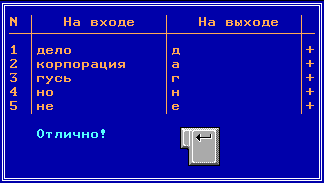 N На входе На выходе
1 дело д +
2 корпорация а +
3 гусь г +
4 но н +
5 не е +
Отлично!